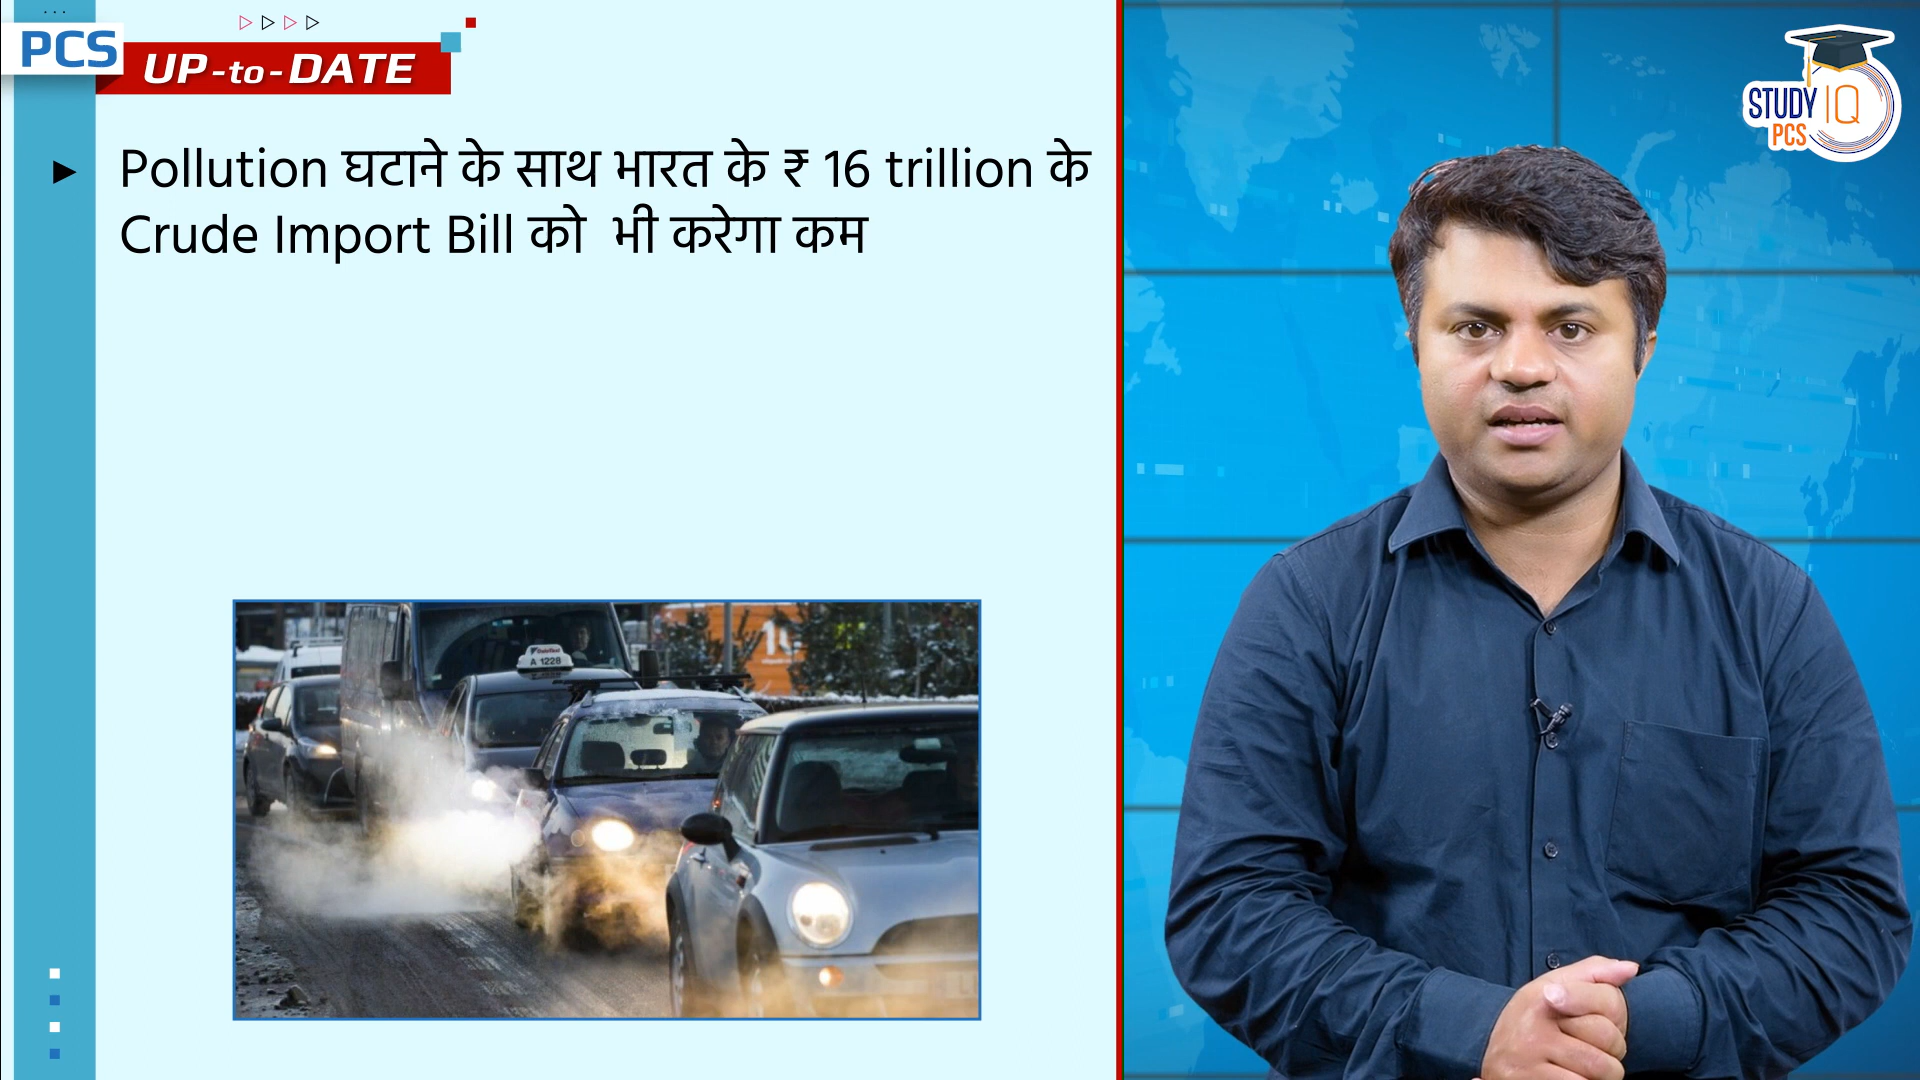 PCS
UP-to-DATE
Pollution घटाने के साथ भारत के ₹ 16 trillion के
Crude Import Bill को भी करेगा कम
A 1228
STUDY IQ
PCS